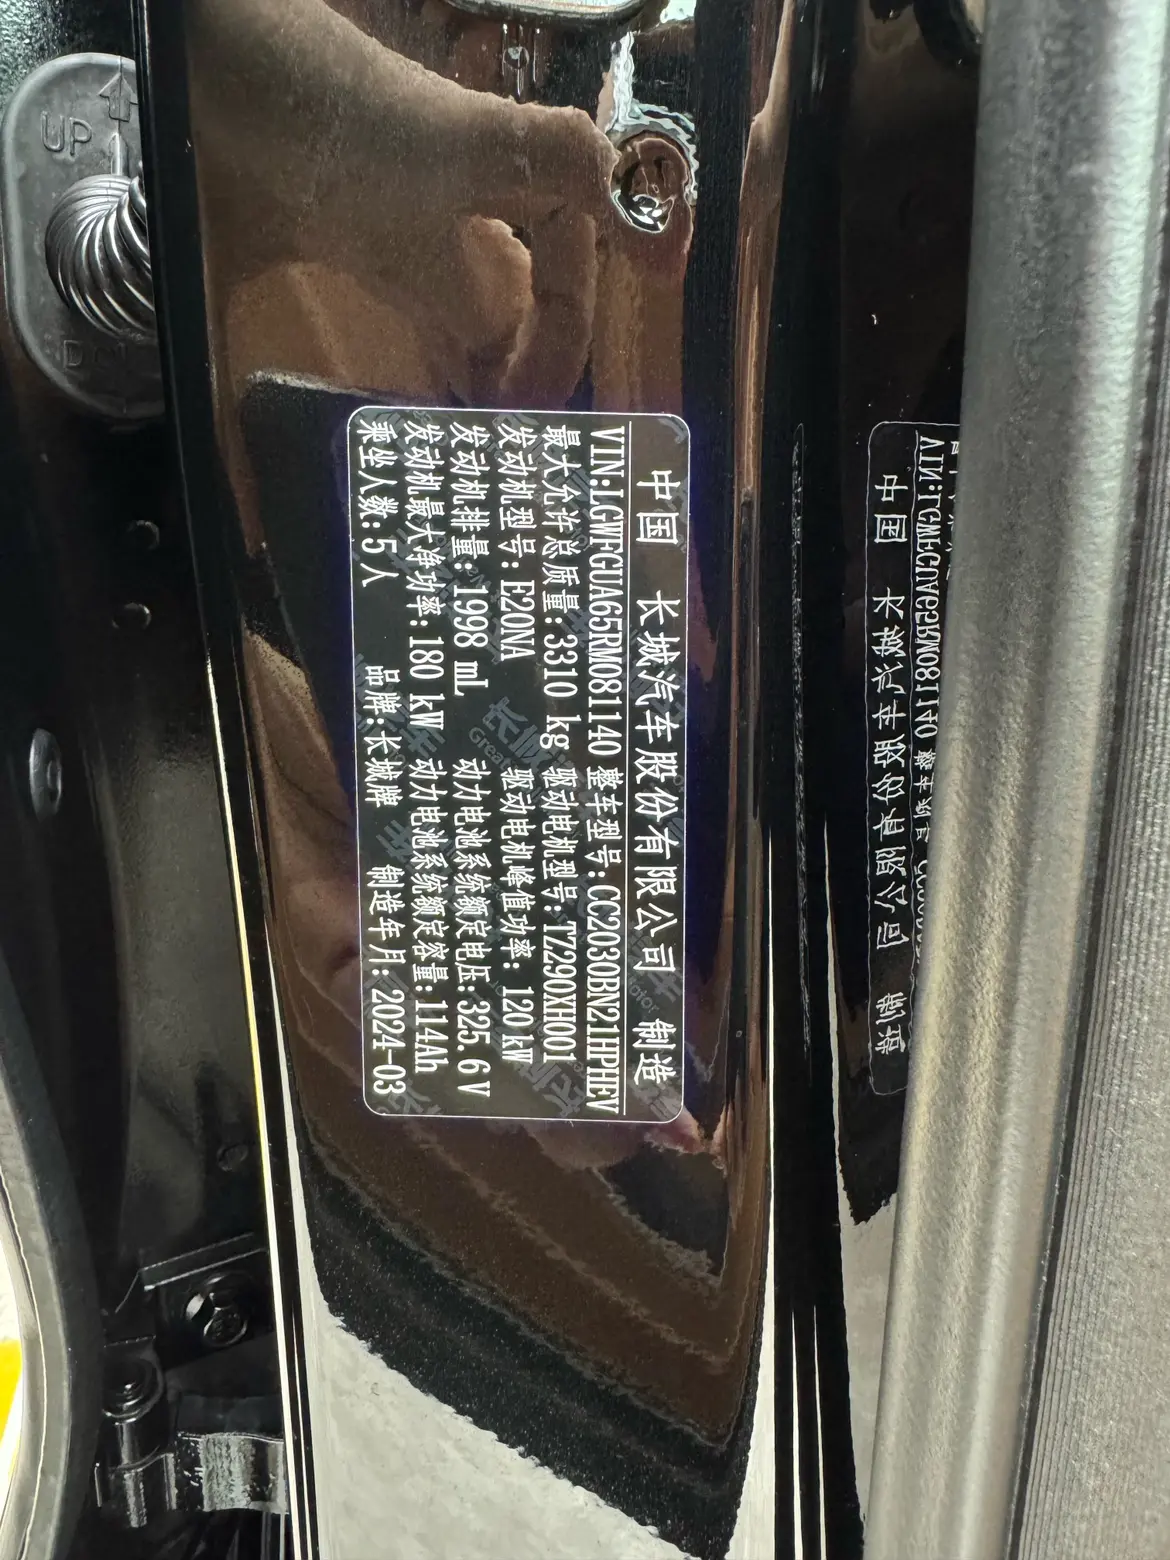 UP
中国 长城汽车股份有限公司 制造
VIN:LGWFGUA65RM081140 整车型号:CC2030BN21HPHEV
最大允许总质量:3310 kg 驱动电机型号:TZ290XH001
发动机型号:E20NA 驱动电机峰值功率:120kW
发动机排量:1998 mL 动力电池系统额定电压:325.6V
发动机最大净功率:180 kW 动力电池系统额定容量:114Ah
乘坐人数:5人 品牌:长城牌 制造年月:2024-03